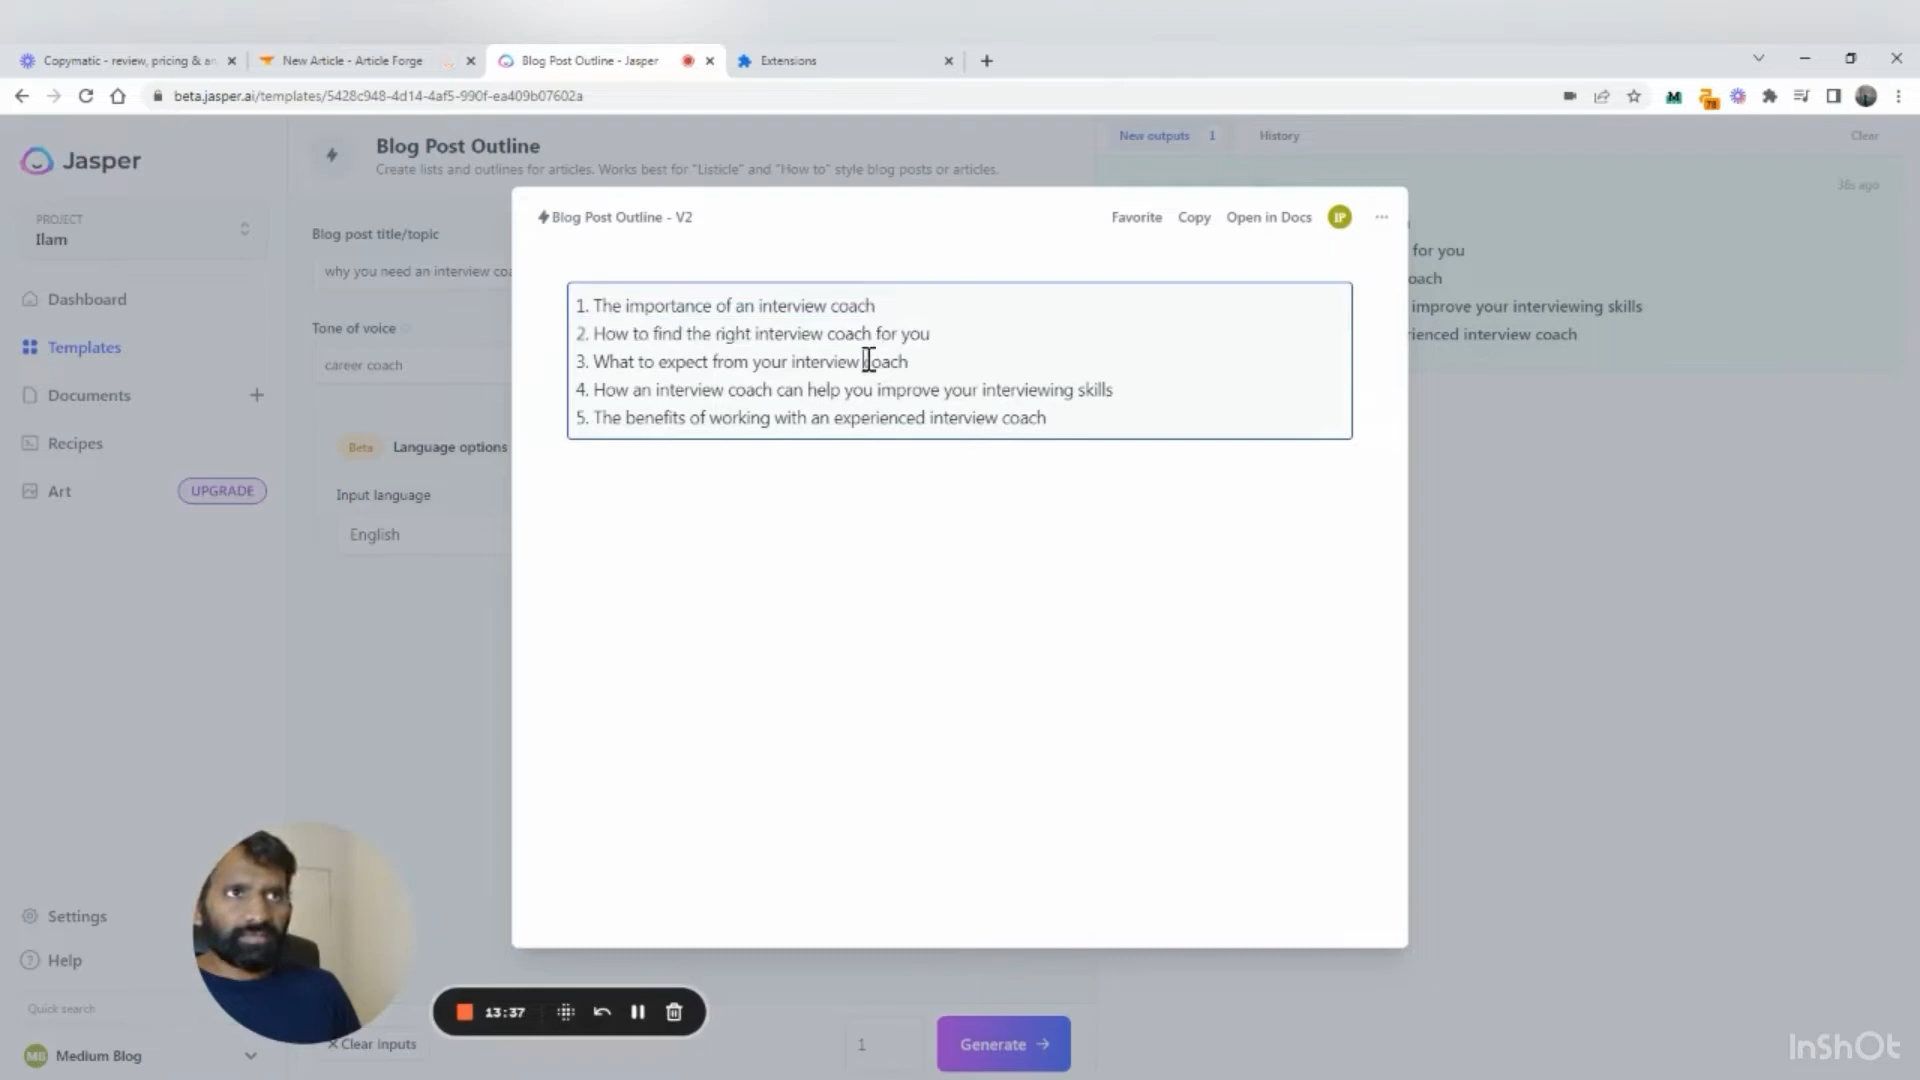 Copymatic - review, pricing & an
New Article - Article Forge
Blog Post Outline - Jasper
Extensions
beta.jasper.ai/templates/5428c948-4d14-4af5-990f-ea409b07602a
78
Jasper
PROJECT
Ilam
Dashboard
Templates
Documents
Recipes
Art
UPGRADE
Settings
Help
Quick search
MB
Medium Blog
Blog Post Outline
Create lists and outlines for articles. Works best for "Listicle" and "How to" style blog posts or articles.
Blog post title/topic
why you need an interview coa
Tone of voice
career coach
Beta
Language options
Input language
English
Clear inputs
1
Generate
New outputs 1
History
Clear
38s ago
for you
oach
improve your interviewing skills
ienced interview coach
Blog Post Outline - V2
Favorite
Copy
Open in Docs
IP
1. The importance of an interview coach
2. How to find the right interview coach for you
3. What to expect from your interview coach
4. How an interview coach can help you improve your interviewing skills
5. The benefits of working with an experienced interview coach
13:37
InShOt